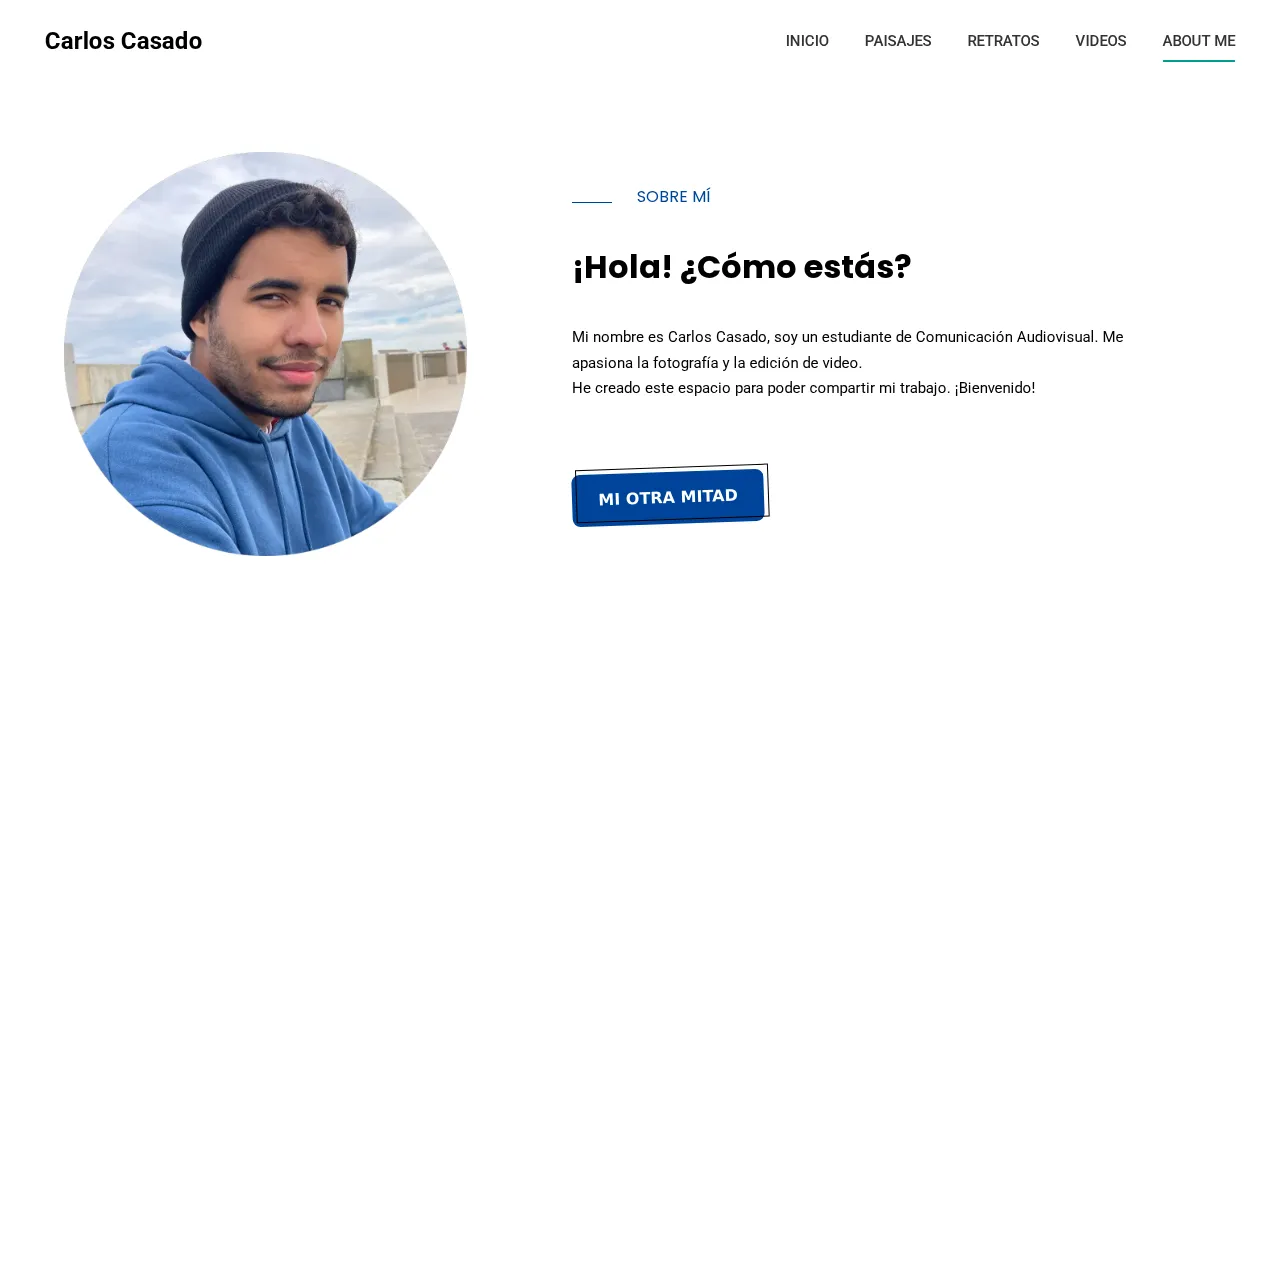 Carlos Casado
INICIO
PAISAJES
RETRATOS
VIDEOS
ABOUT ME
SOBRE MÍ
¡Hola! ¿Cómo estás?
Mi nombre es Carlos Casado, soy un estudiante de Comunicación Audiovisual. Me
apasiona la fotografía y la edición de video.
He creado este espacio para poder compartir mi trabajo. ¡Bienvenido!
MI OTRA MITAD